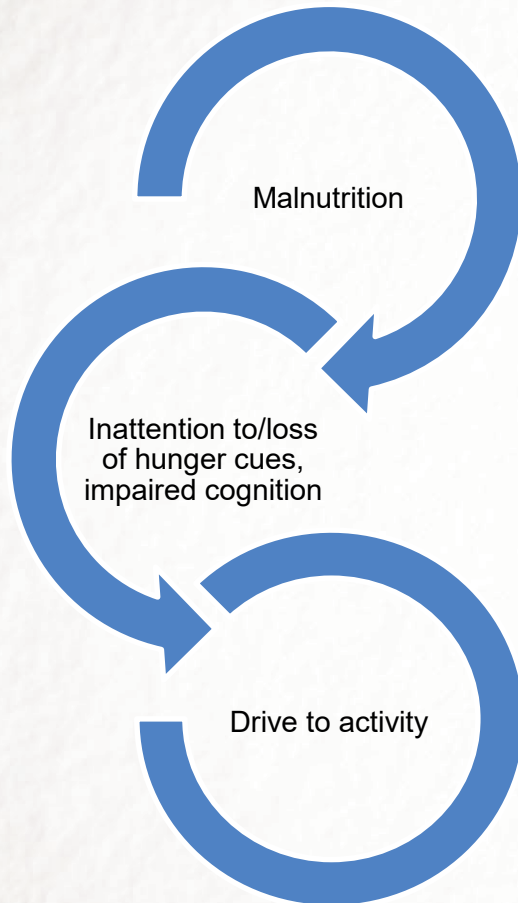 Malnutrition
Inattention to/loss
of hunger cues,
impaired cognition
Drive to activity